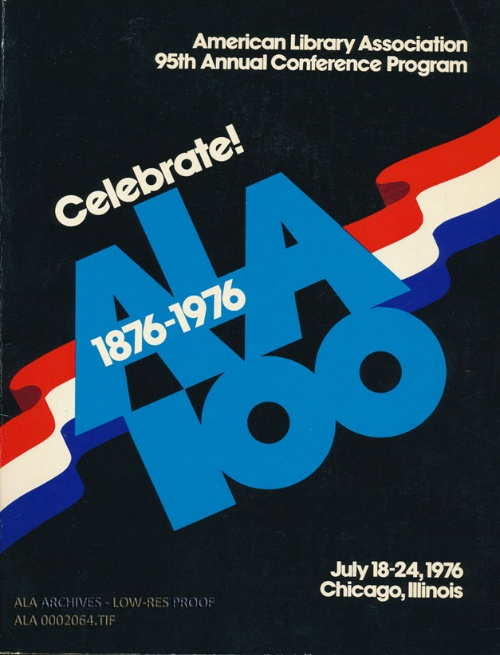 American Library Association
95th Annual Conference Program
Celebrate!
ALA
1876-1976
100
July 18-24, 1976
Chicago, Illinois
ALA ARCHIVES - LOW-RES PROOF
ALA 0002064.TIF